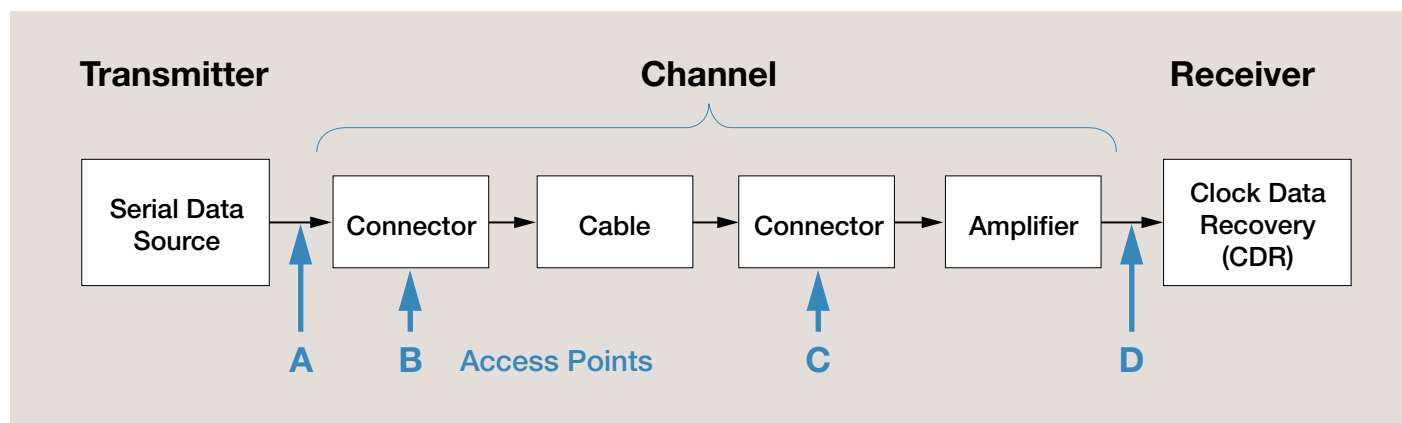 Transmitter
Channel
Receiver
Serial Data
Source
Connector
Cable
Connector
Amplifier
Clock Data
Recovery
(CDR)
A
B
Access Points
C
D